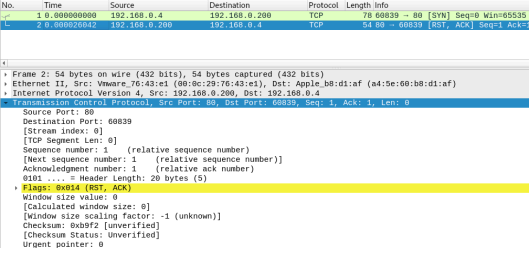 No. Time Source Destination Protocol Length Info
1 0.000000000 192.168.0.4 192.168.0.200 TCP 78 60839 → 80 [SYN] Seq=0 Win=65535
2 0.000026042 192.168.0.200 192.168.0.4 TCP 54 80 → 60839 [RST, ACK] Seq=1 Ack=1
Frame 2: 54 bytes on wire (432 bits), 54 bytes captured (432 bits)
Ethernet II, Src: Vmware_76:43:e1 (00:0c:29:76:43:e1), Dst: Apple_b8:d1:af (a4:5e:60:b8:d1:af)
Internet Protocol Version 4, Src: 192.168.0.200, Dst: 192.168.0.4
Transmission Control Protocol, Src Port: 80, Dst Port: 60839, Seq: 1, Ack: 1, Len: 0
Source Port: 80
Destination Port: 60839
[Stream index: 0]
[TCP Segment Len: 0]
Sequence number: 1 (relative sequence number)
[Next sequence number: 1 (relative sequence number)]
Acknowledgment number: 1 (relative ack number)
0101 .... = Header Length: 20 bytes (5)
Flags: 0x014 (RST, ACK)
Window size value: 0
[Calculated window size: 0]
[Window size scaling factor: -1 (unknown)]
Checksum: 0xb9f2 [unverified]
[Checksum Status: Unverified]
Urgent pointer: 0